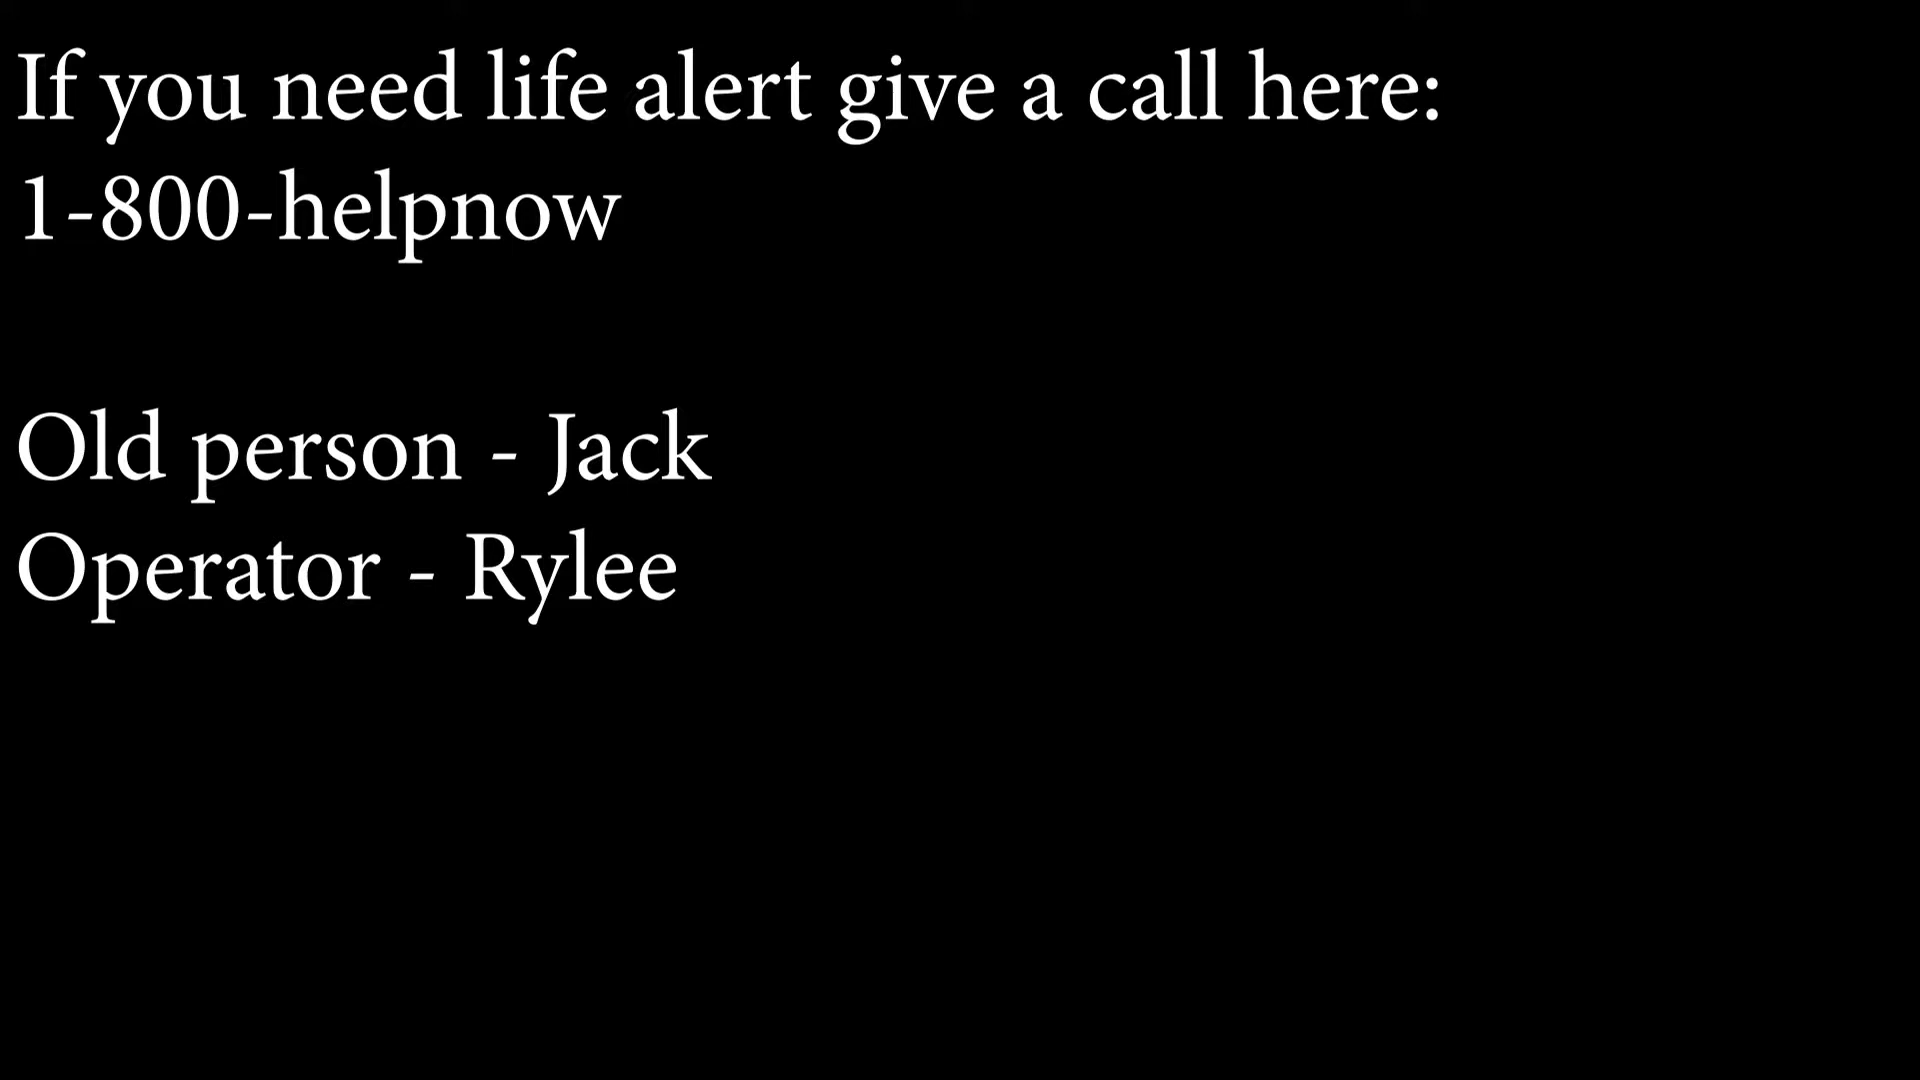 If you need life alert give a call here:
1-800-helpnow
Old person - Jack
Operator - Rylee